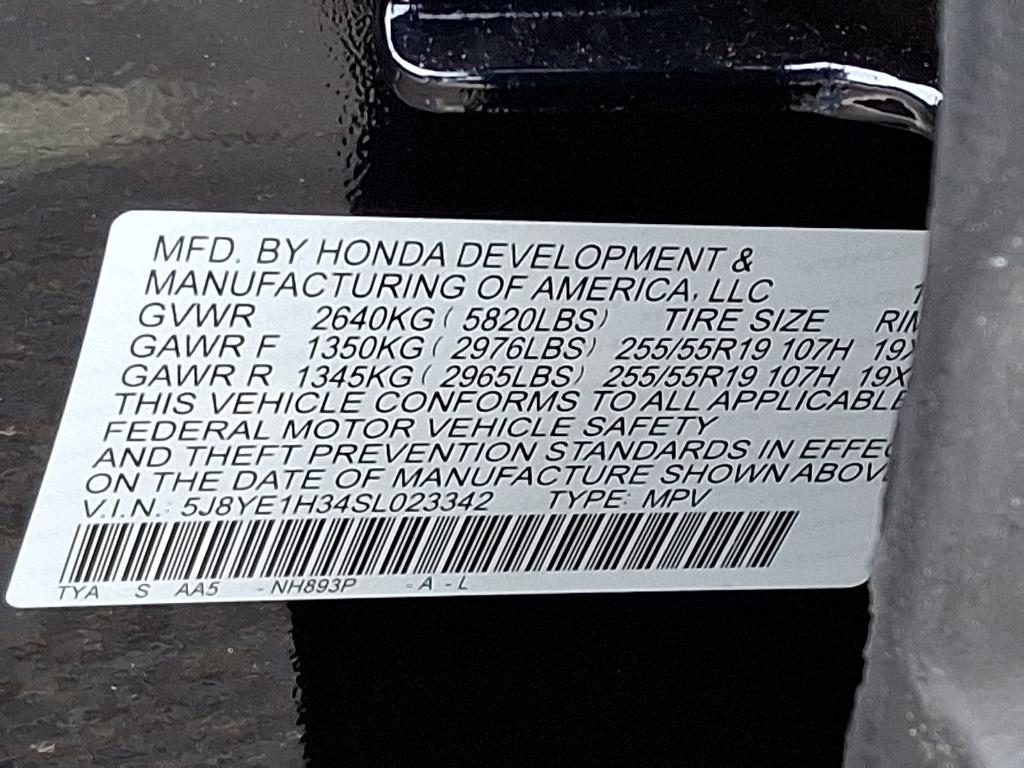 MFD. BY HONDA DEVELOPMENT &
MANUFACTURING OF AMERICA, LLC
GVWR 2640KG ( 5820LBS) TIRE SIZE
GAWR F 1350KG ( 2976LBS) 255/55R19 107H 19X
GAWR R 1345KG ( 2965LBS) 255/55R19 107H 19X
THIS VEHICLE CONFORMS TO ALL APPLICABLE
FEDERAL MOTOR VEHICLE SAFETY
AND THEFT PREVENTION STANDARDS IN
ON THE DATE OF MANUFACTURE SHOWN
V.I.N.: 5J8YE1H34SL023342 TYPE: MPV
TYA S AA5 - NH893P - A - L